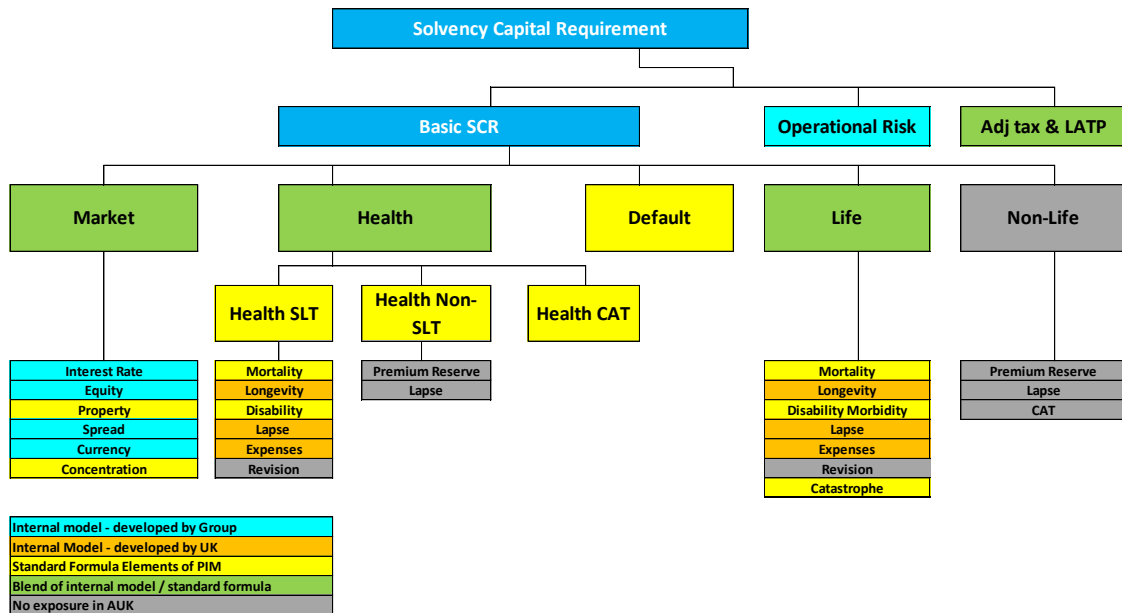 Solvency Capital Requirement
Basic SCR
Operational Risk
Adj tax & LATP
Market
Health
Default
Life
Non-Life
Health SLT
Health Non-
SLT
Health CAT
Interest Rate
Equity
Property
Spread
Currency
Concentration
Mortality
Longevity
Disability
Lapse
Expenses
Revision
Premium Reserve
Lapse
Mortality
Longevity
Disability Morbidity
Lapse
Expenses
Revision
Catastrophe
Premium Reserve
Lapse
CAT
Internal model - developed by Group
Internal Model - developed by UK
Standard Formula Elements of PIM
Blend of internal model / standard formula
No exposure in AUK